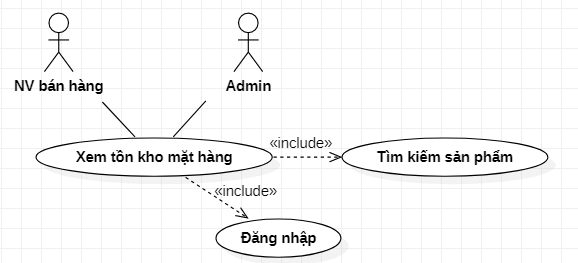 NV bán hàng
Admin
Xem tồn kho mặt hàng
«include»
Tìm kiếm sản phẩm
«include»
Đăng nhập